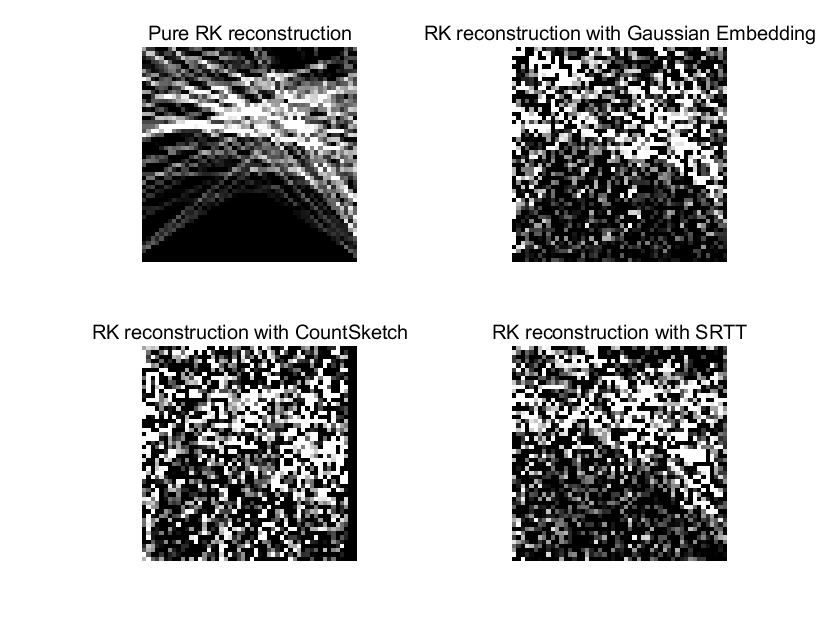 Pure RK reconstruction
RK reconstruction with Gaussian Embedding
RK reconstruction with CountSketch
RK reconstruction with SRTT